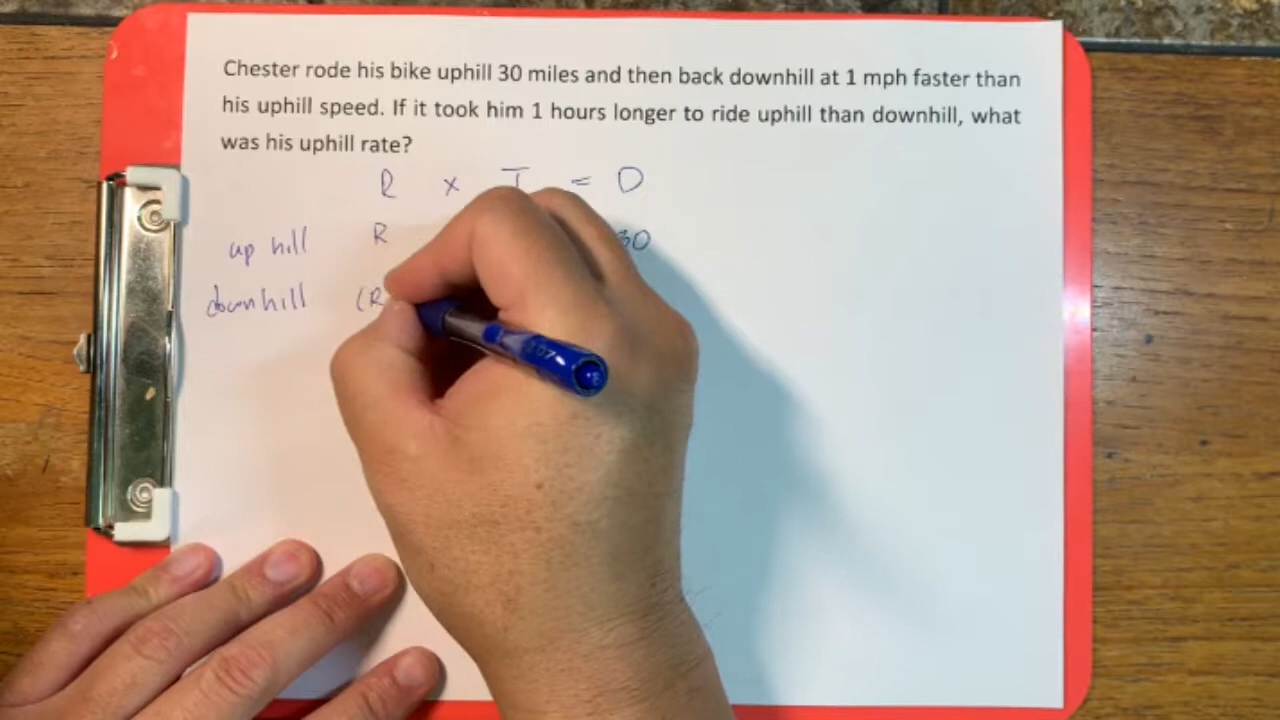 Chester rode his bike uphill 30 miles and then back downhill at 1 mph faster than
his uphill speed. If it took him 1 hours longer to ride uphill than downhill, what
was his uphill rate?
R x T = D
up hill R 30
downhill (R